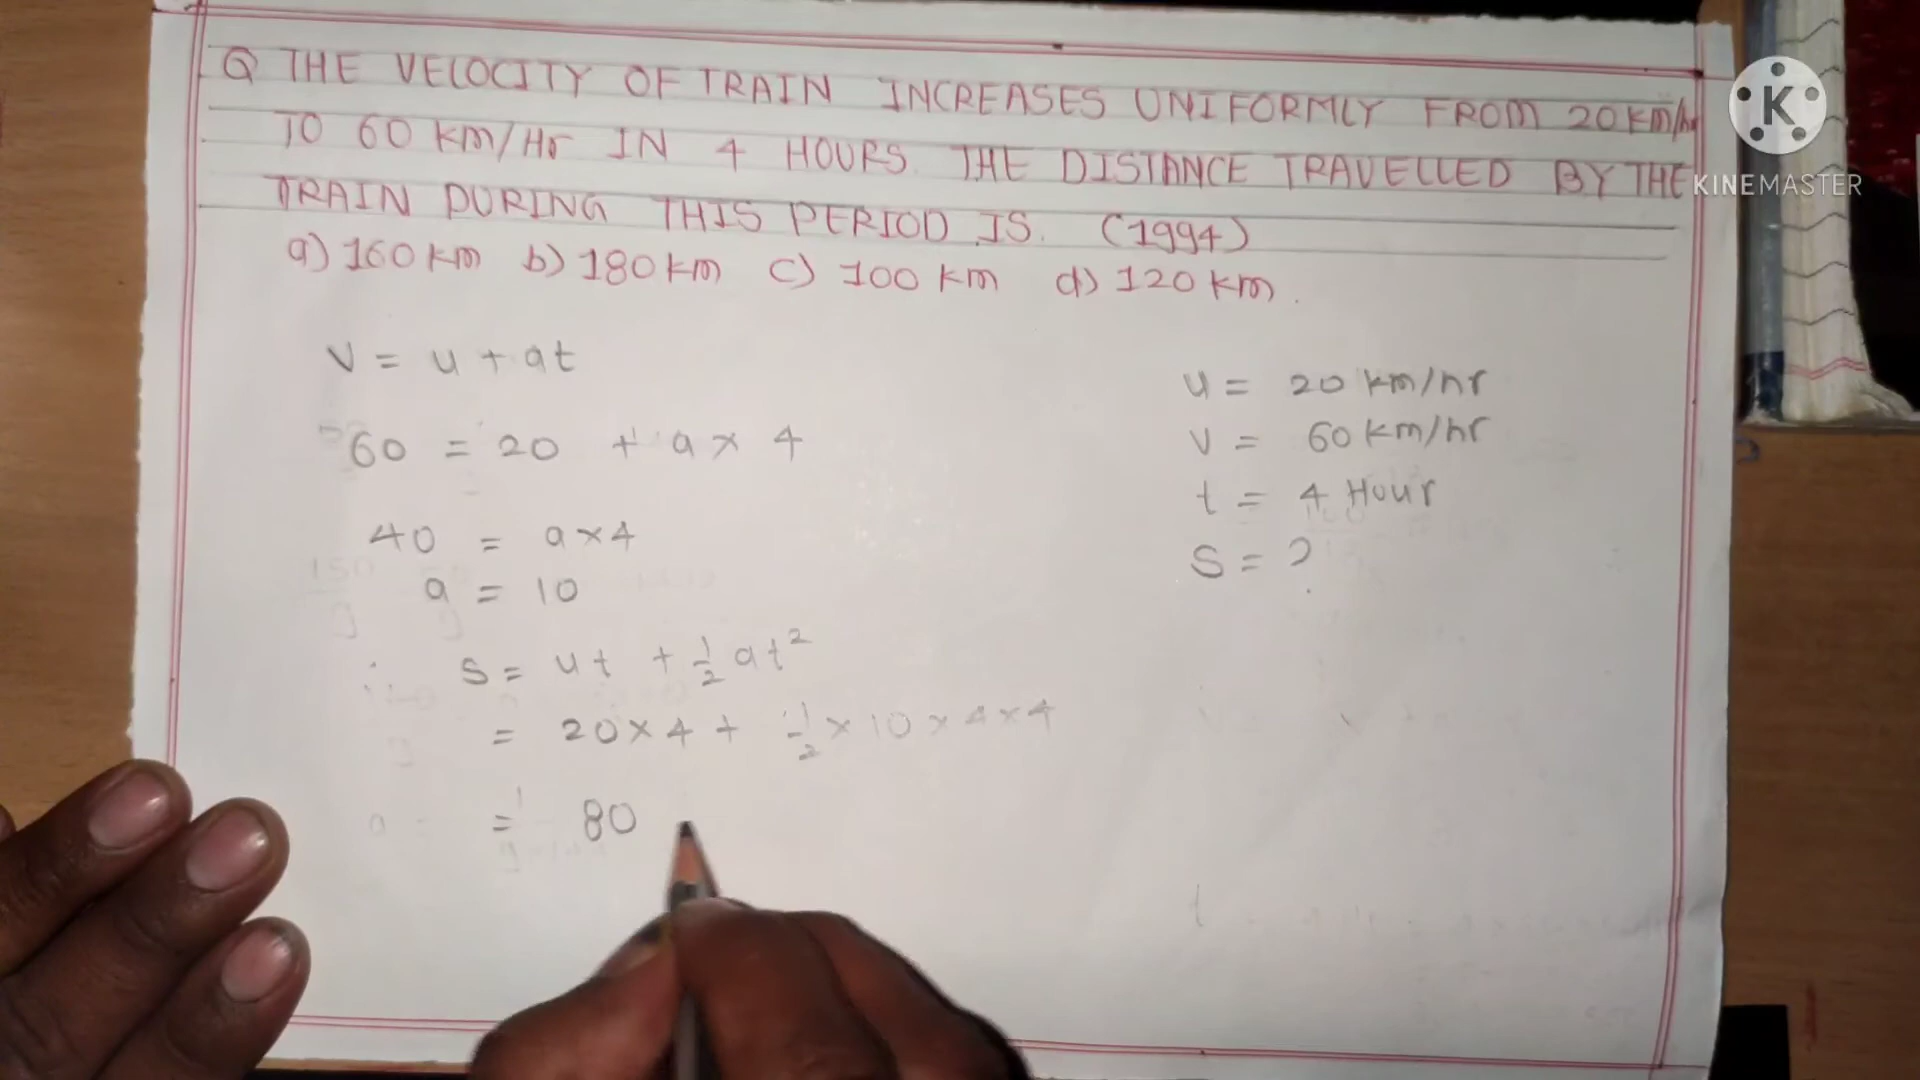 Q THE VELOCITY OF TRAIN INCREASES UNIFORMLY FROM 20 KM/hr
TO 60 KM/Hr IN 4 HOURS. THE DISTANCE TRAVELLED BY THE
TRAIN DURING THIS PERIOD IS. (1994)
a) 160 km b) 180 km c) 100 km d) 120 km.
K
KINEMASTER
V = u + at
60 = 20 + a × 4
40 = a × 4
a = 10
∴ S = ut + 1/2 at²
= 20 × 4 + 1/2 × 10 × 4 × 4
= 80
u = 20 km/hr
v = 60 km/hr
t = 4 Hour
S = ?